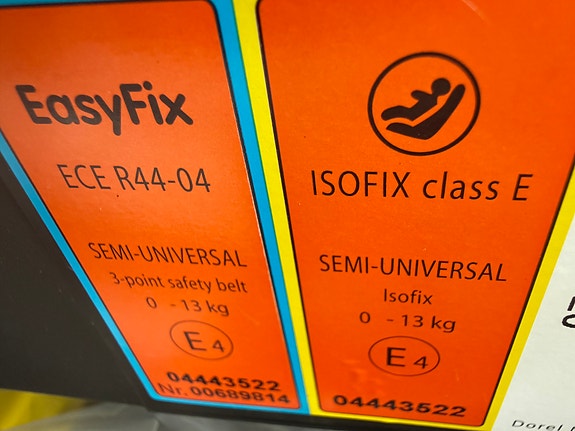 EasyFix
ECE R44-04
SEMI-UNIVERSAL
3-point safety belt
0 - 13 kg
E4
04443522
Nr. 00689814
ISOFIX class E
SEMI-UNIVERSAL
Isofix
0 - 13 kg
E4
04443522
Dorel